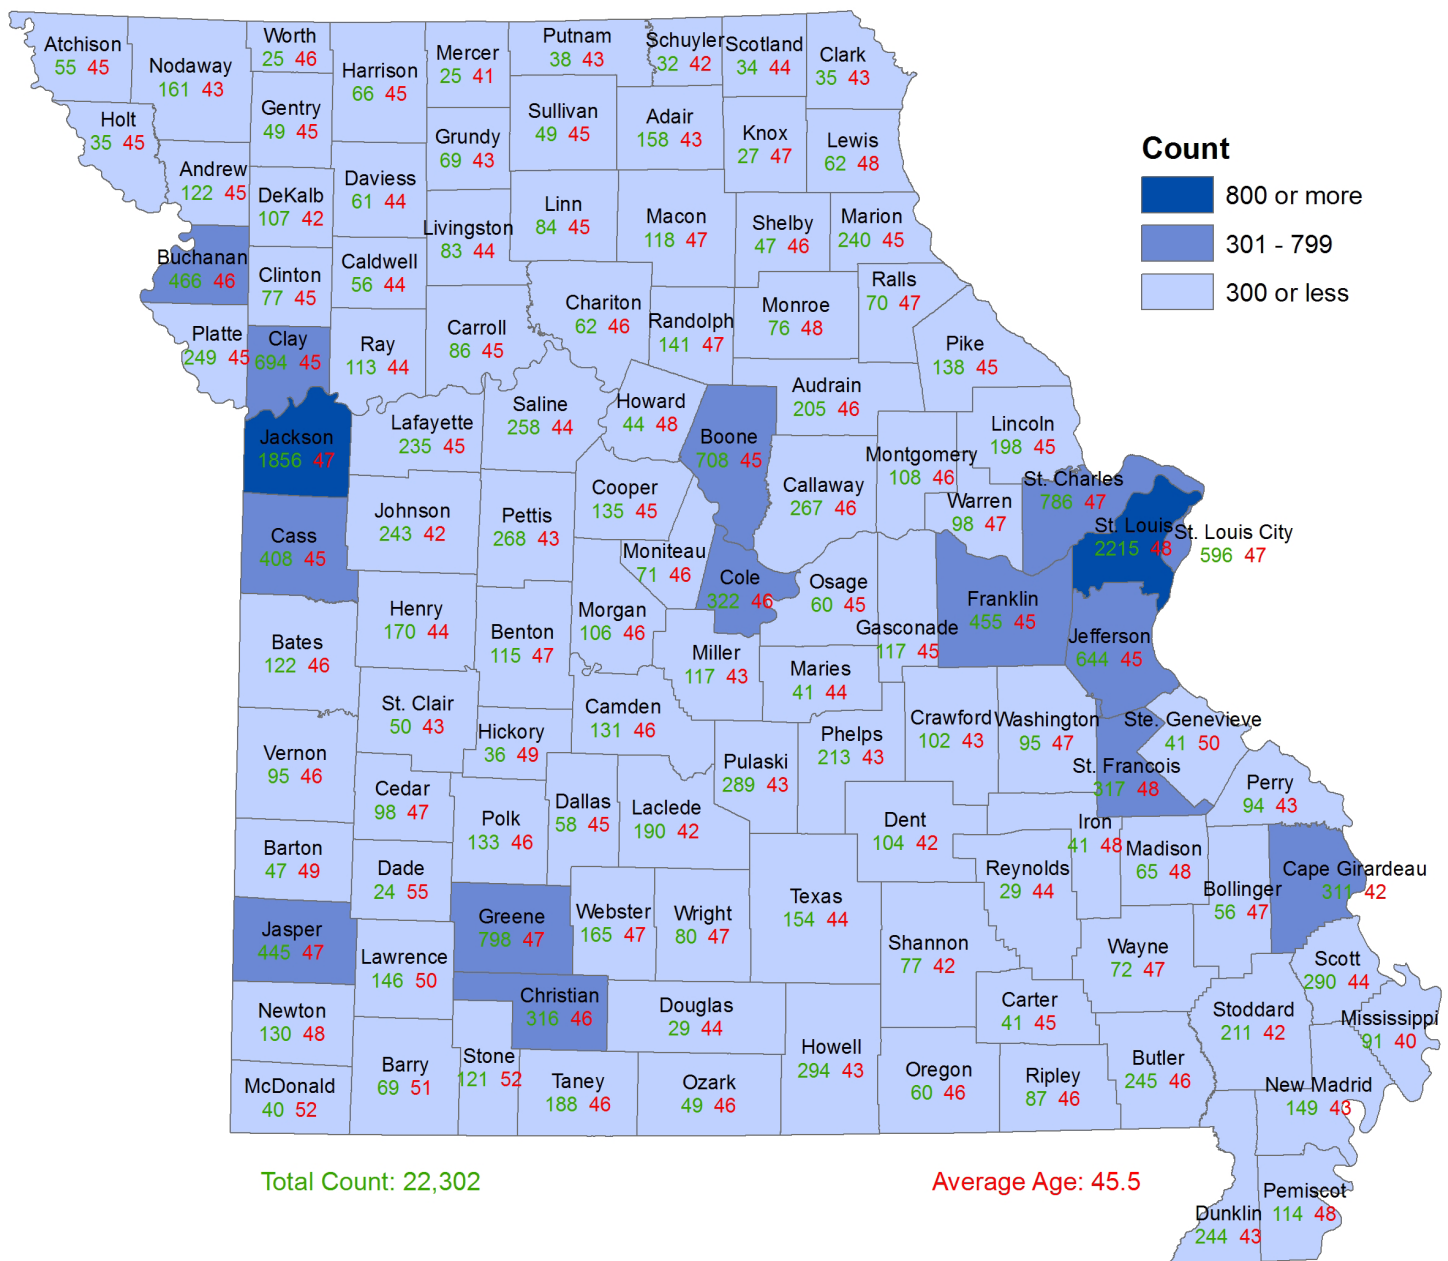 Atchison
55 45
Nodaway
161 43
Worth
25 46
Harrison
66 45
Mercer
25 41
Putnam
38 43
Schuyler
32 42
Scotland
34 44
Clark
35 43
Holt
35 45
Gentry
49 45
Grundy
69 43
Sullivan
49 45
Adair
158 43
Knox
27 47
Lewis
62 48
Count
800 or more
301 - 799
300 or less
Andrew
122 45
DeKalb
107 42
Daviess
61 44
Livingston
83 44
Linn
84 45
Macon
118 47
Shelby
47 46
Marion
240 45
Buchanan
466 46
Clinton
77 45
Caldwell
56 44
Chariton
62 46
Randolph
141 47
Monroe
76 48
Ralls
70 47
Platte
249 45
Clay
694 45
Ray
113 44
Carroll
86 45
Pike
138 45
Audrain
205 46
Jackson
1856 47
Lafayette
235 45
Saline
258 44
Howard
44 48
Boone
708 45
Montgomery
108 46
Lincoln
198 45
Cooper
135 45
Callaway
267 46
Warren
98 47
St. Charles
786 47
St. Louis
2215 48
St. Louis City
596 47
Cass
408 45
Johnson
243 42
Pettis
268 43
Moniteau
71 46
Cole
322 46
Osage
60 45
Gasconade
117 45
Franklin
455 45
Jefferson
644 45
Bates
122 46
Henry
170 44
Benton
115 47
Morgan
106 46
Miller
117 43
Maries
41 44
St. Clair
50 43
Hickory
36 49
Camden
131 46
Pulaski
289 43
Phelps
213 43
Crawford
102 43
Washington
95 47
Ste. Genevieve
41 50
St. Francois
317 48
Perry
94 43
Vernon
95 46
Cedar
98 47
Polk
133 46
Dallas
58 45
Laclede
190 42
Dent
104 42
Iron
41 48
Madison
65 48
Barton
47 49
Dade
24 55
Reynolds
29 44
Bollinger
56 47
Cape Girardeau
311 42
Jasper
445 47
Greene
798 47
Webster
165 47
Wright
80 47
Texas
154 44
Lawrence
146 50
Shannon
77 42
Wayne
72 47
Scott
290 44
Newton
130 48
Christian
316 46
Douglas
29 44
Carter
41 45
Stoddard
211 42
Mississippi
91 40
McDonald
40 52
Barry
69 51
Stone
121 52
Taney
188 46
Ozark
49 46
Howell
294 43
Oregon
60 46
Ripley
87 46
Butler
245 46
New Madrid
149 43
Total Count: 22,302
Average Age: 45.5
Pemiscot
114 48
Dunklin
244 43